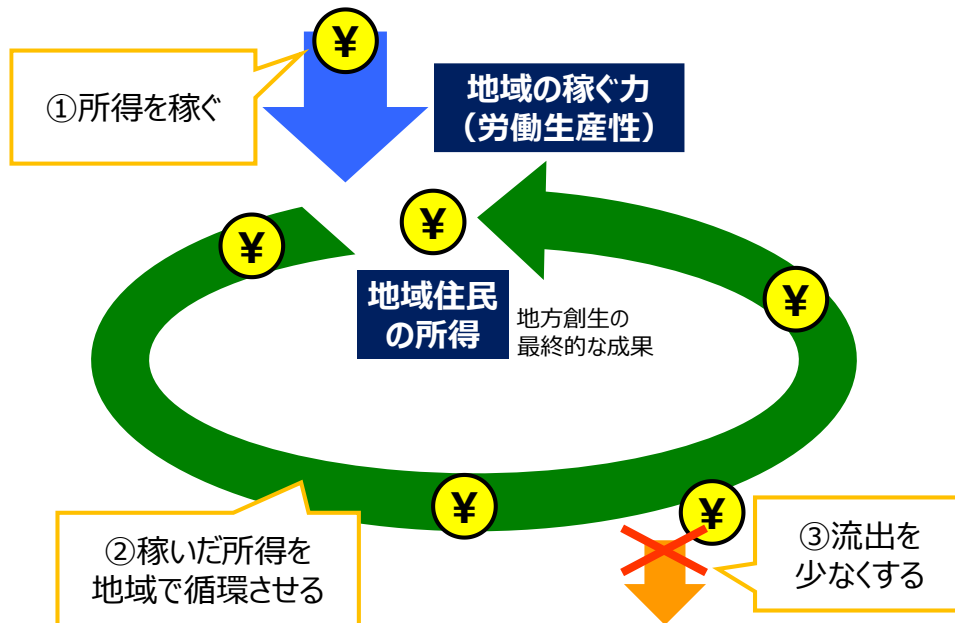 ¥
①所得を稼ぐ
地域の稼ぐ力
（労働生産性）
¥
¥
¥
地域住民
の所得
地方創生の
最終的な成果
¥
¥
②稼いだ所得を
地域で循環させる
③流出を
少なくする